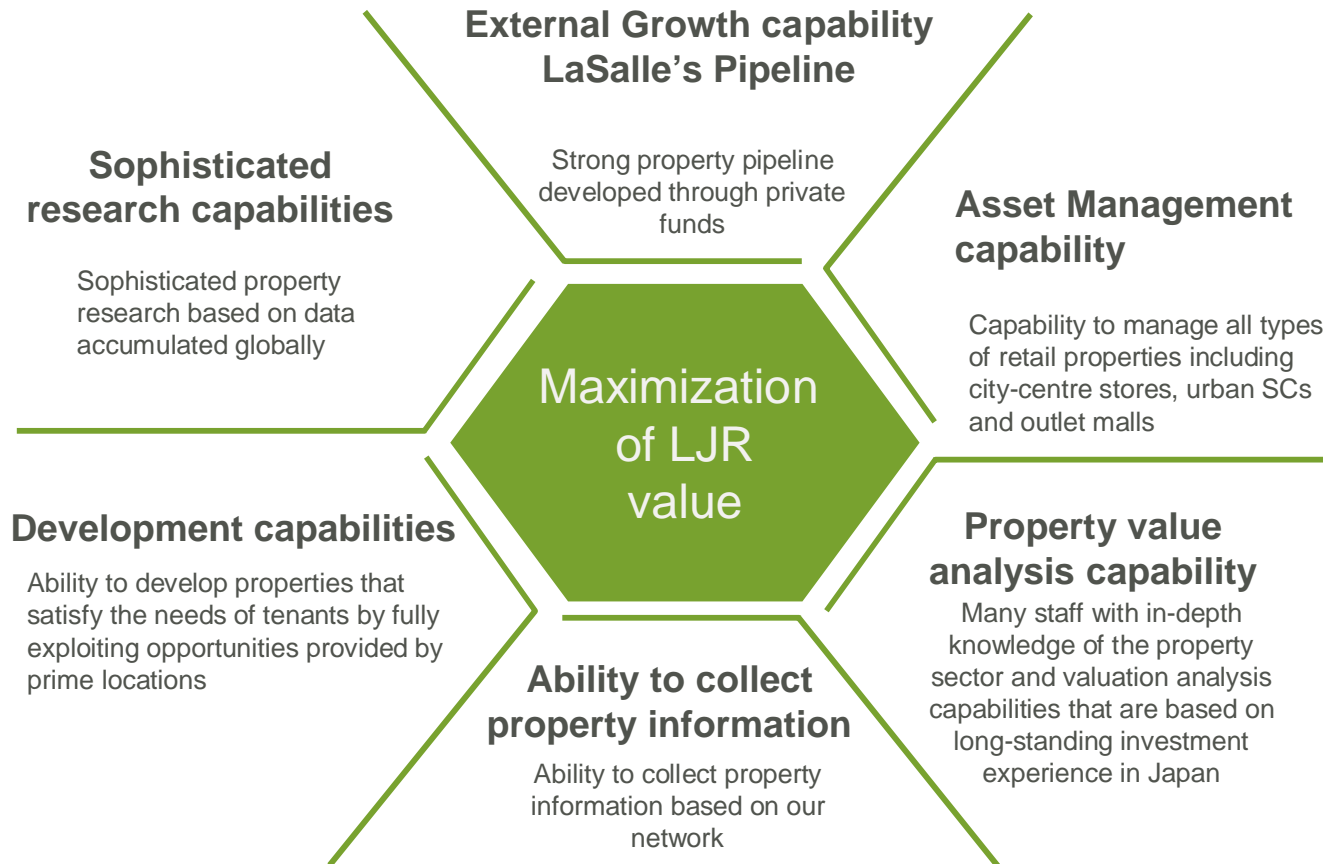 External Growth capability
LaSalle’s Pipeline
Strong property pipeline
developed through private
funds
Sophisticated
research capabilities
Sophisticated property
research based on data
accumulated globally
Asset Management
capability
Capability to manage all types
of retail properties including
city-centre stores, urban SCs
and outlet malls
Maximization
of LJR
value
Development capabilities
Ability to develop properties that
satisfy the needs of tenants by fully
exploiting opportunities provided by
prime locations
Property value
analysis capability
Many staff with in-depth
knowledge of the property
sector and valuation analysis
capabilities that are based on
long-standing investment
experience in Japan
Ability to collect
property information
Ability to collect property
information based on our
network